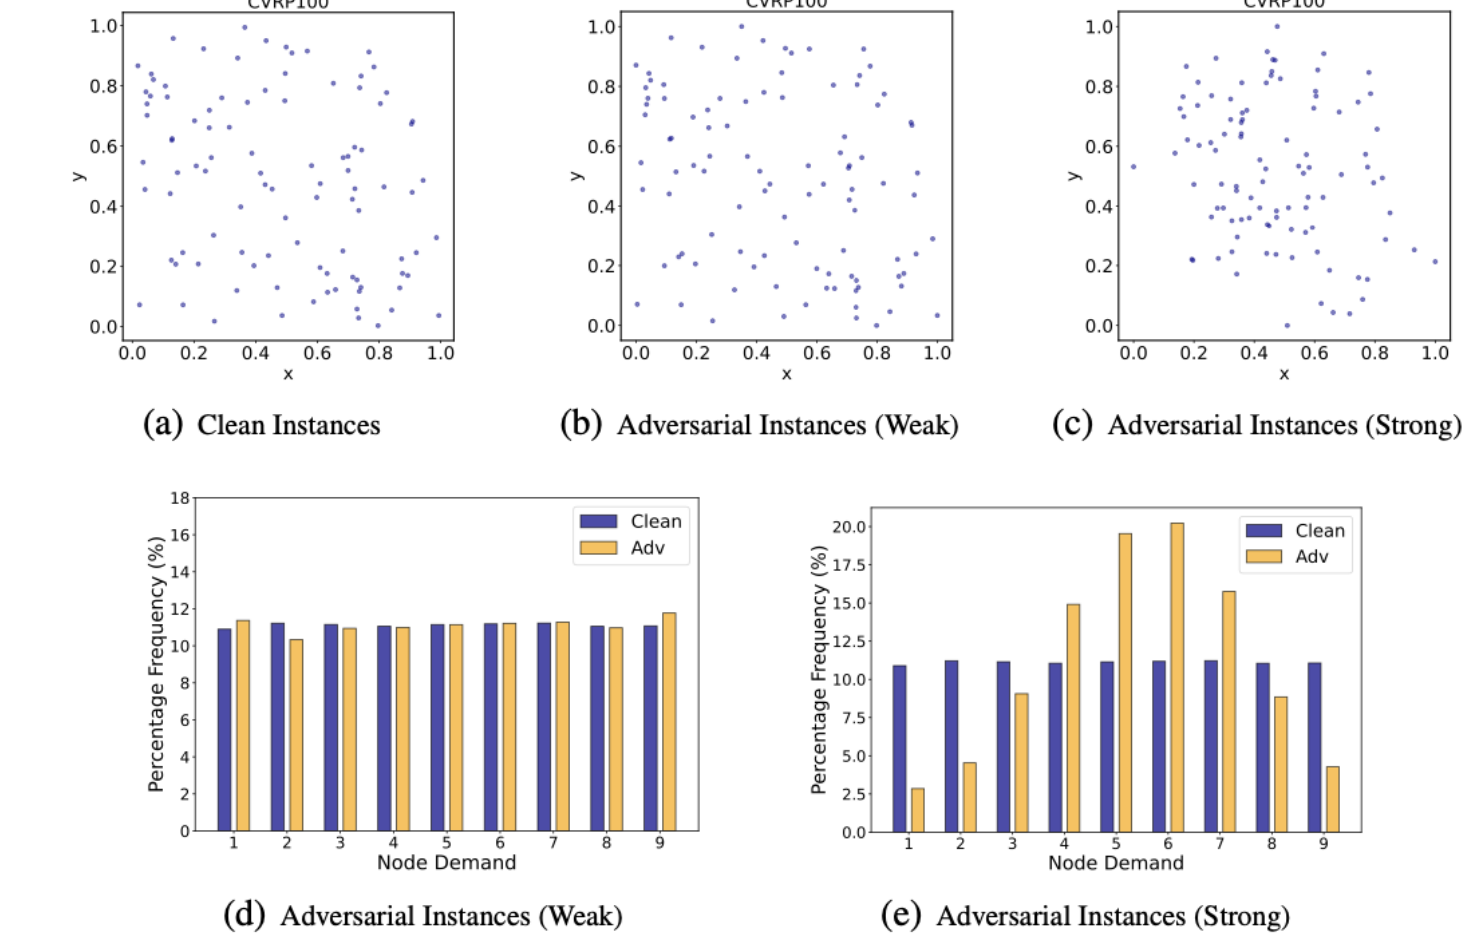 CVRP100
CVRP100
CVRP100
1.0
0.8
0.6
0.4
0.2
0.0
y
0.0 0.2 0.4 0.6 0.8 1.0
x
1.0
0.8
0.6
0.4
0.2
0.0
y
0.0 0.2 0.4 0.6 0.8 1.0
x
1.0
0.8
0.6
0.4
0.2
0.0
y
0.0 0.2 0.4 0.6 0.8 1.0
x
(a) Clean Instances
(b) Adversarial Instances (Weak)
(c) Adversarial Instances (Strong)
18
16
14
12
10
8
6
4
2
0
Percentage Frequency (%)
Clean
Adv
1 2 3 4 5 6 7 8 9
Node Demand
20.0
17.5
15.0
12.5
10.0
7.5
5.0
2.5
0.0
Percentage Frequency (%)
Clean
Adv
1 2 3 4 5 6 7 8 9
Node Demand
(d) Adversarial Instances (Weak)
(e) Adversarial Instances (Strong)